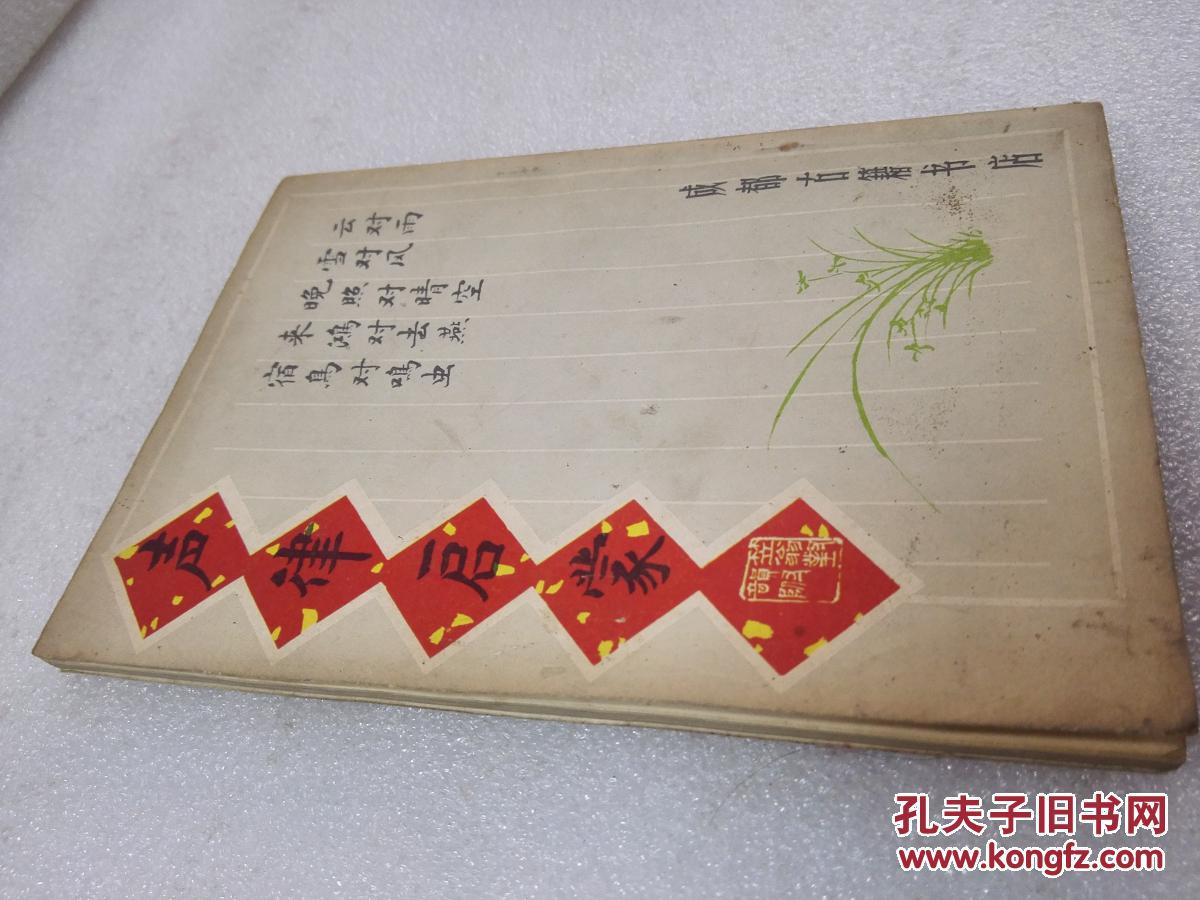 声律启蒙
云对雨
雪对风
晚照对晴空
来鸿对去燕
宿鸟对鸣虫
成都古籍书店
孔夫子旧书网
www.kongfz.com